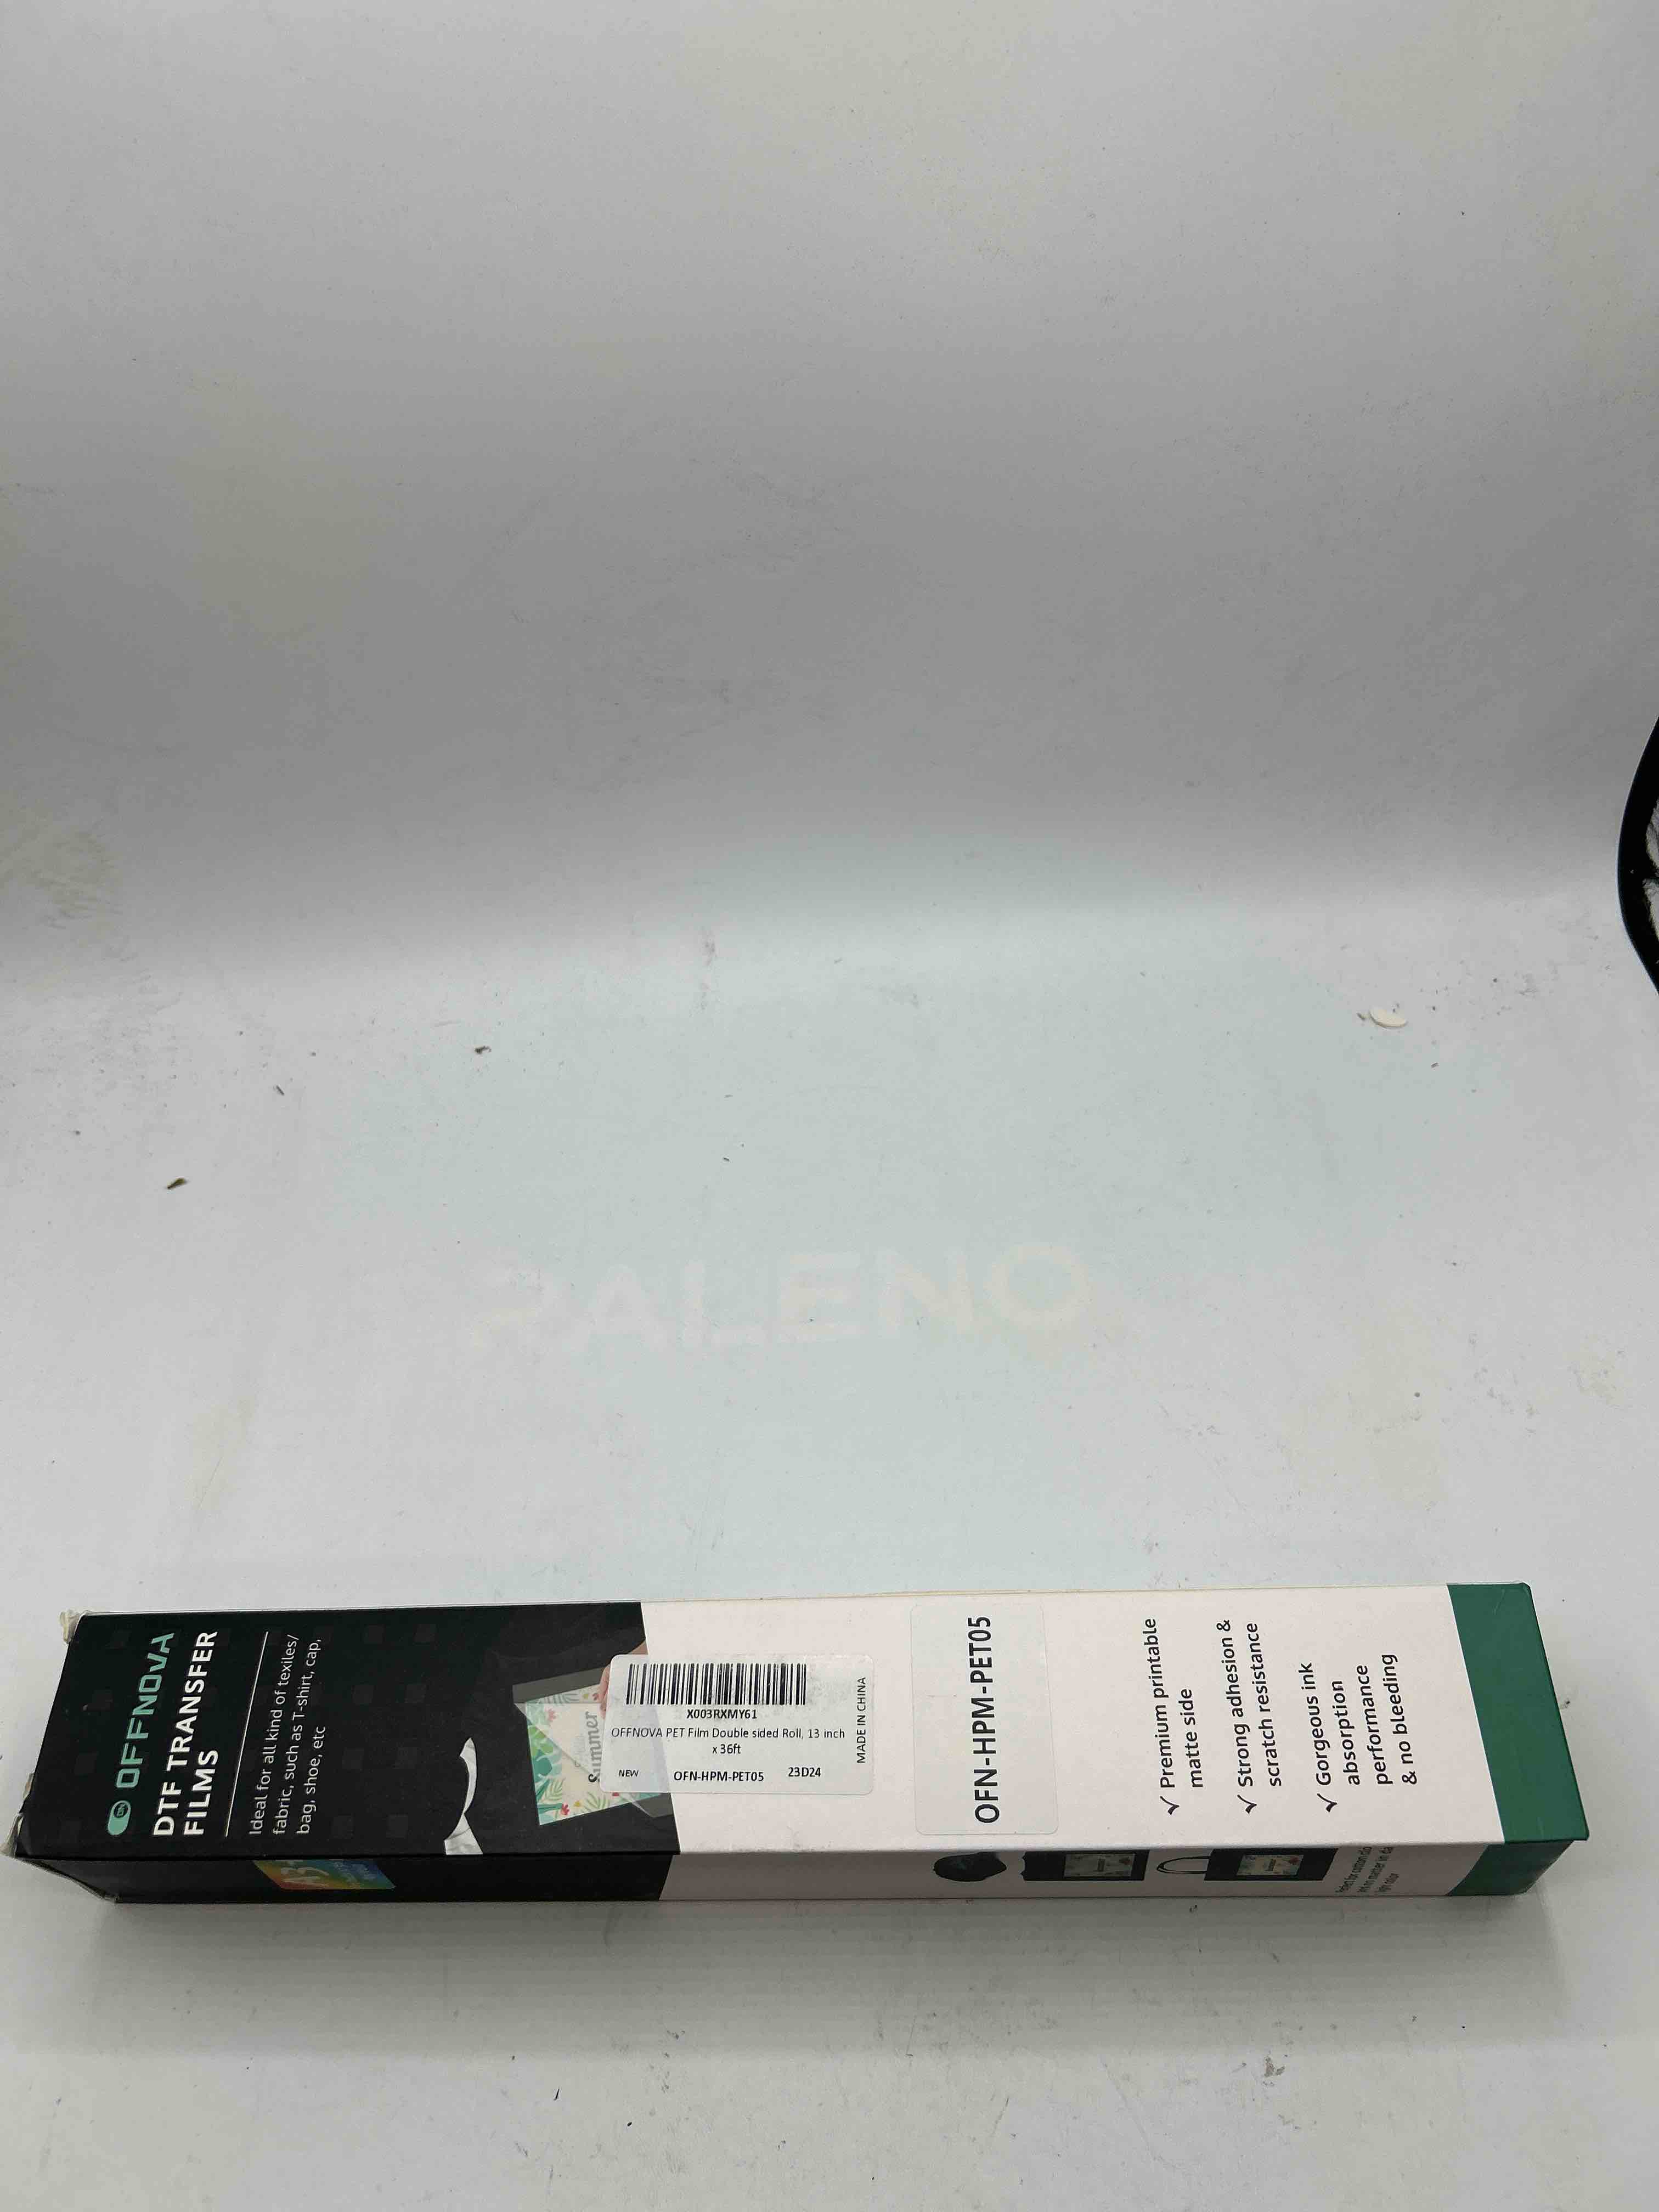 OFFNOVA
DTF TRANSFER
FILMS
Ideal for all kind of texiles/
fabric, such as T-shirt, cap,
bag, shoe, etc
Summer
X003RXMY61
OFFNOVA PET Film Double sided Roll, 13 inch
x 36ft
NEW OFN-HPM-PET05 23D24
MADE IN CHINA
OFN-HPM-PET05
✓ Premium printable
matte side
✓ Strong adhesion &
scratch resistance
✓ Gorgeous ink
absorption
performance
& no bleeding
RALENO